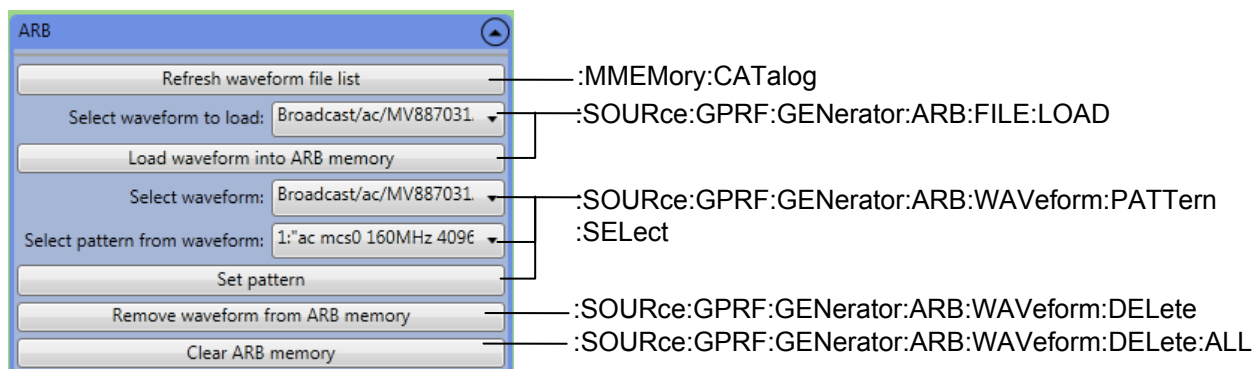 ARB
Refresh waveform file list
:MMEMory:CATalog
Select waveform to load: Broadcast/ac/MV887031.
:SOURce:GPRF:GENerator:ARB:FILE:LOAD
Load waveform into ARB memory
Select waveform: Broadcast/ac/MV887031.
:SOURce:GPRF:GENerator:ARB:WAVeform:PATTern
:SELect
Select pattern from waveform: 1:"ac mcs0 160MHz 4096
Set pattern
Remove waveform from ARB memory
:SOURce:GPRF:GENerator:ARB:WAVeform:DELete
Clear ARB memory
:SOURce:GPRF:GENerator:ARB:WAVeform:DELete:ALL